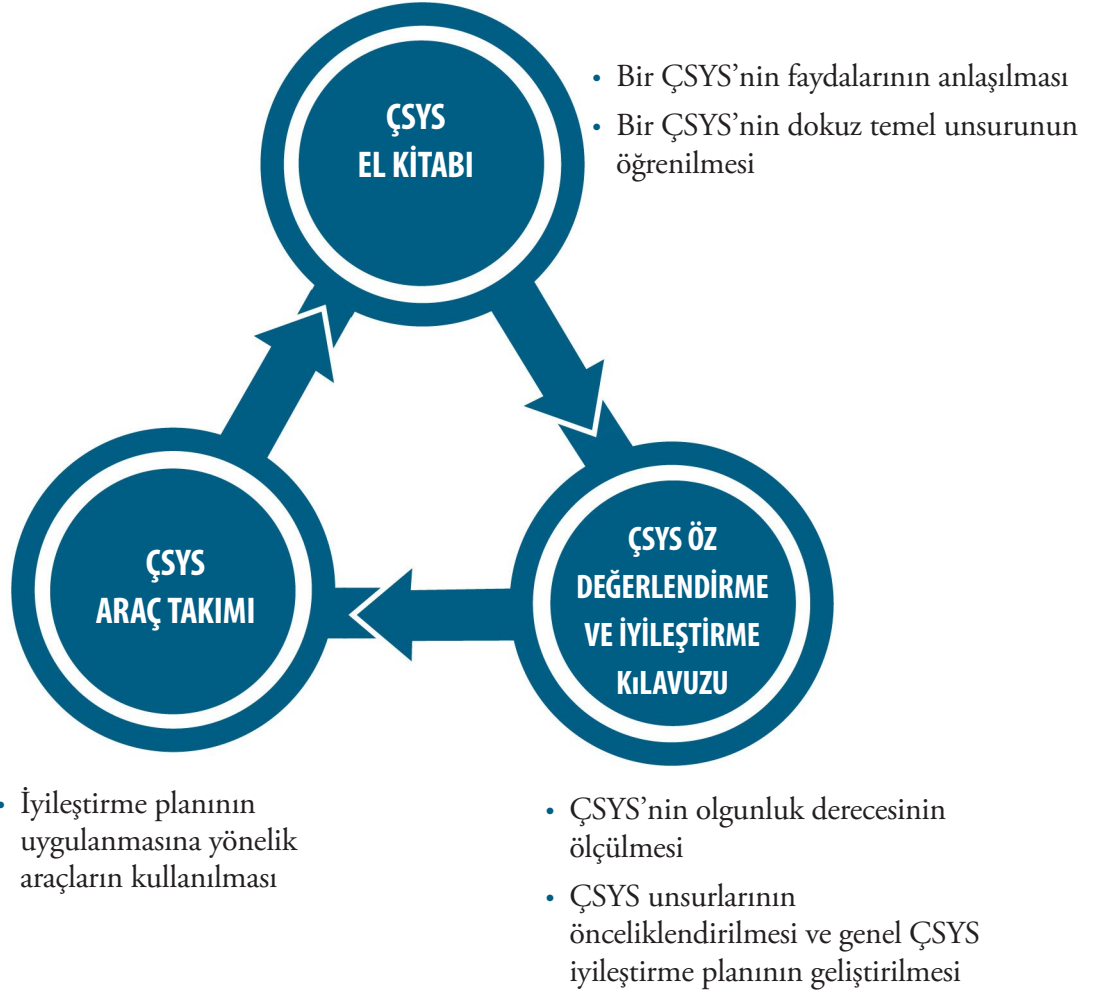 ÇSYS
EL KİTABI
• Bir ÇSYS’nin faydalarının anlaşılması
• Bir ÇSYS’nin dokuz temel unsurunun
öğrenilmesi
ÇSYS
ARAÇ TAKIMI
ÇSYS ÖZ
DEĞERLENDİRME
VE İYİLEŞTİRME
KıLAVUZU
• İyileştirme planının
uygulanmasına yönelik
araçların kullanılması
• ÇSYS’nin olgunluk derecesinin
ölçülmesi
• ÇSYS unsurlarının
önceliklendirilmesi ve genel ÇSYS
iyileştirme planının geliştirilmesi